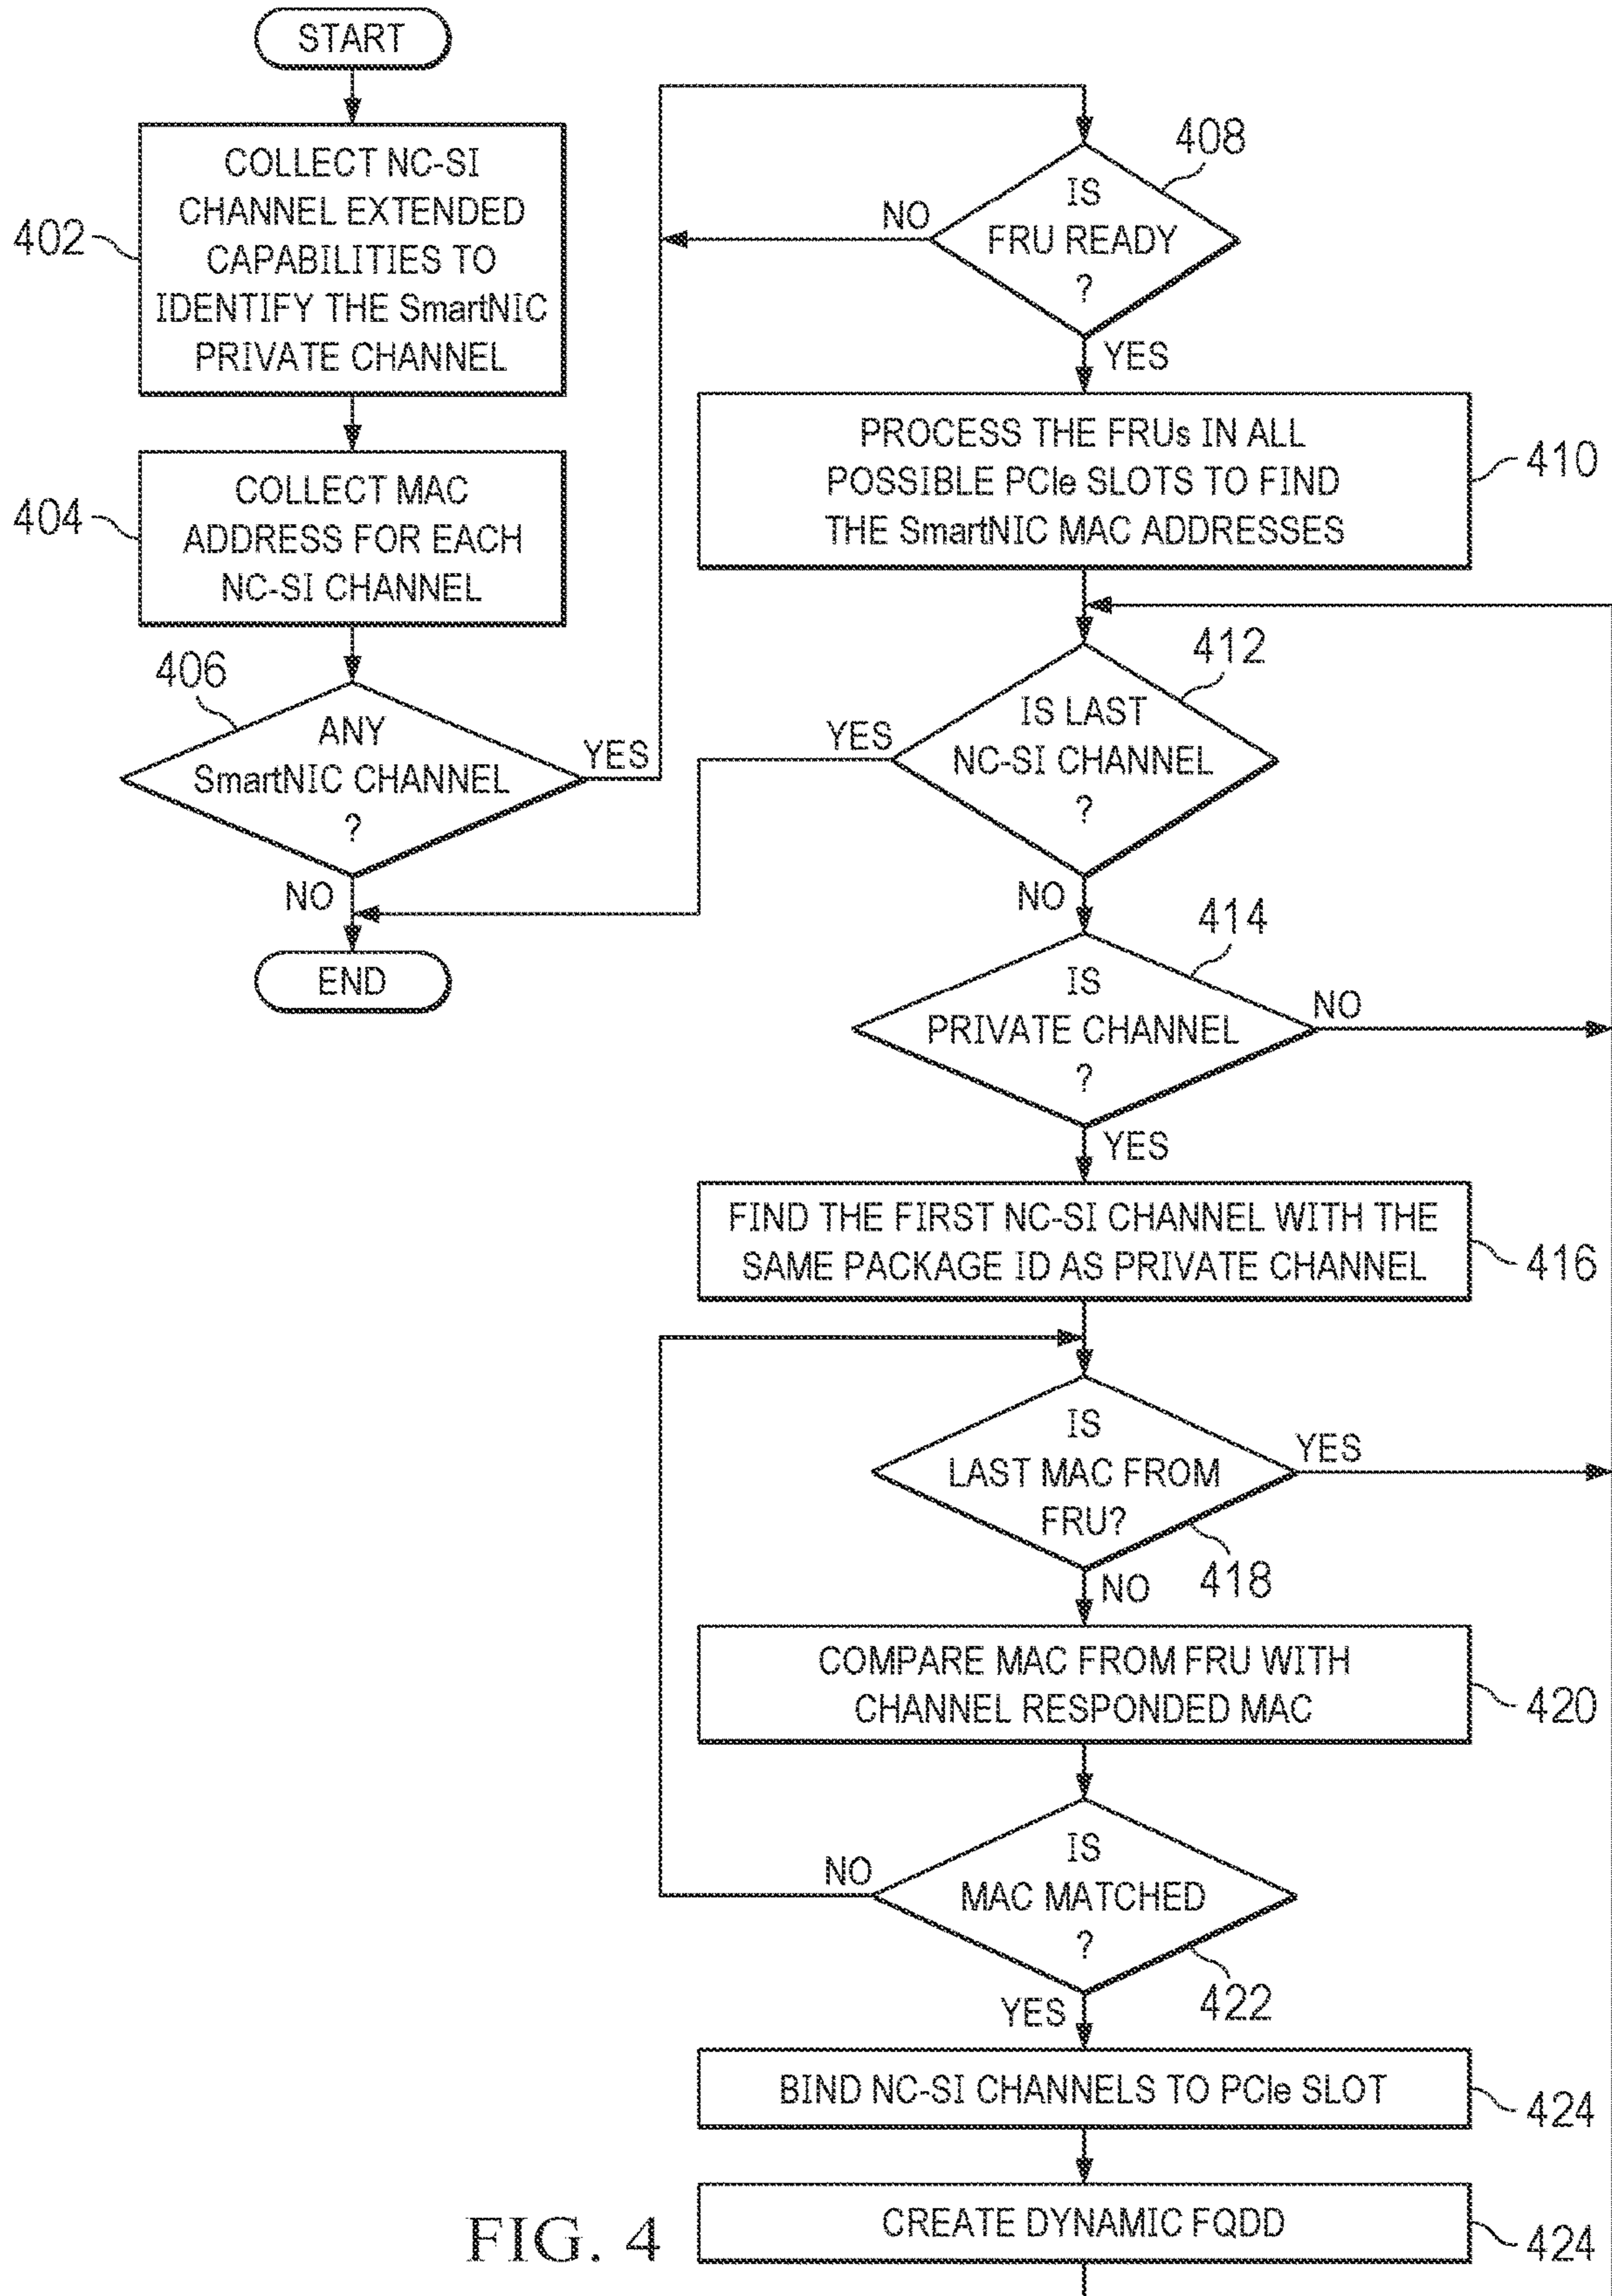 START
COLLECT NC-SI
CHANNEL EXTENDED
CAPABILITIES TO
IDENTIFY THE SmartNIC
PRIVATE CHANNEL
402
COLLECT MAC
ADDRESS FOR EACH
NC-SI CHANNEL
404
406
ANY
SmartNIC CHANNEL
?
YES
NO
END
408
IS
FRU READY
?
NO
YES
PROCESS THE FRUs IN ALL
POSSIBLE PCIe SLOTS TO FIND
THE SmartNIC MAC ADDRESSES
410
412
IS LAST
NC-SI CHANNEL
?
YES
NO
414
IS
PRIVATE CHANNEL
?
NO
YES
FIND THE FIRST NC-SI CHANNEL WITH THE
SAME PACKAGE ID AS PRIVATE CHANNEL
416
IS
LAST MAC FROM
FRU?
YES
418
NO
COMPARE MAC FROM FRU WITH
CHANNEL RESPONDED MAC
420
IS
MAC MATCHED
?
NO
422
YES
BIND NC-SI CHANNELS TO PCIe SLOT
424
CREATE DYNAMIC FQDD
424
FIG. 4